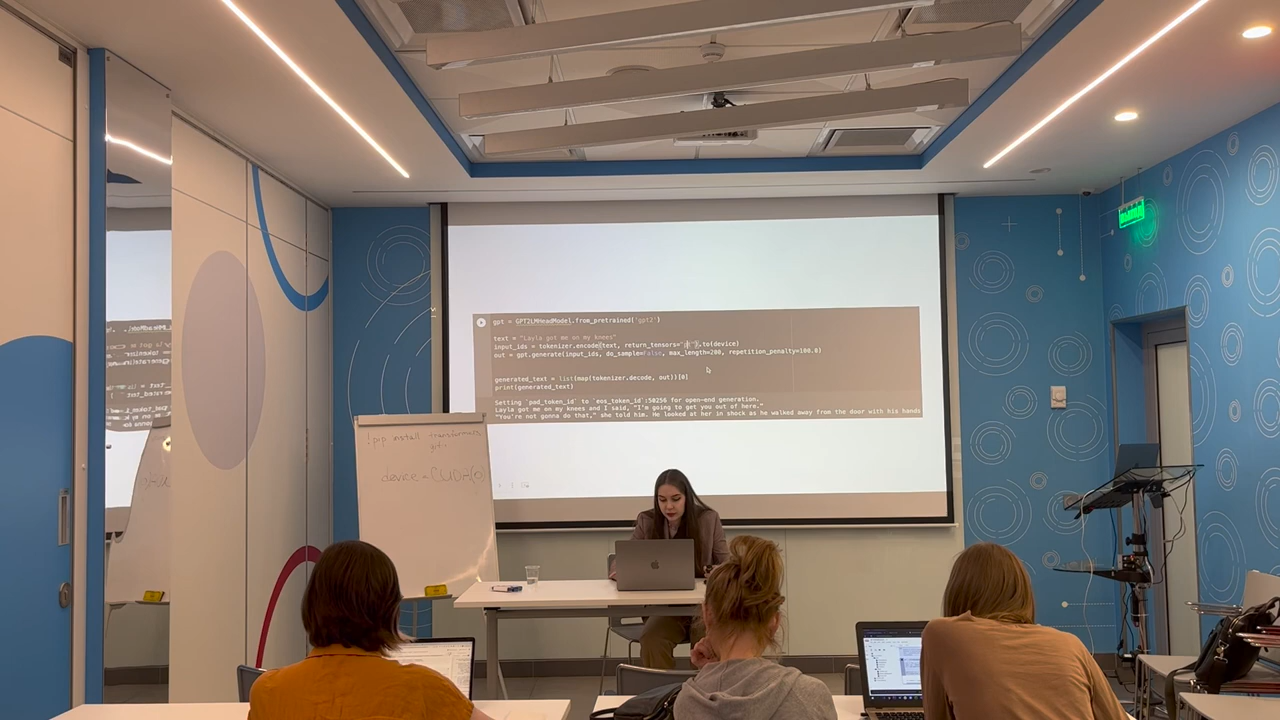 gpt = GPT2LMHeadModel.from_pretrained('gpt2')
text = "Layla got me on my knees"
input_ids = tokenizer.encode(text, return_tensors="pt").to(device)
out = gpt.generate(input_ids, do_sample=False, max_length=200, repetition_penalty=100.0)
generated_text = list(map(tokenizer.decode, out))[0]
print(generated_text)
Setting `pad_token_id` to `eos_token_id`:50256 for open-end generation.
Layla got me on my knees and I said, "I'm going to get you out of here."
"You're not gonna do that," she told him. He looked at her in shock as he walked away from the door with his hands
!pip install
device = CUDA(0)